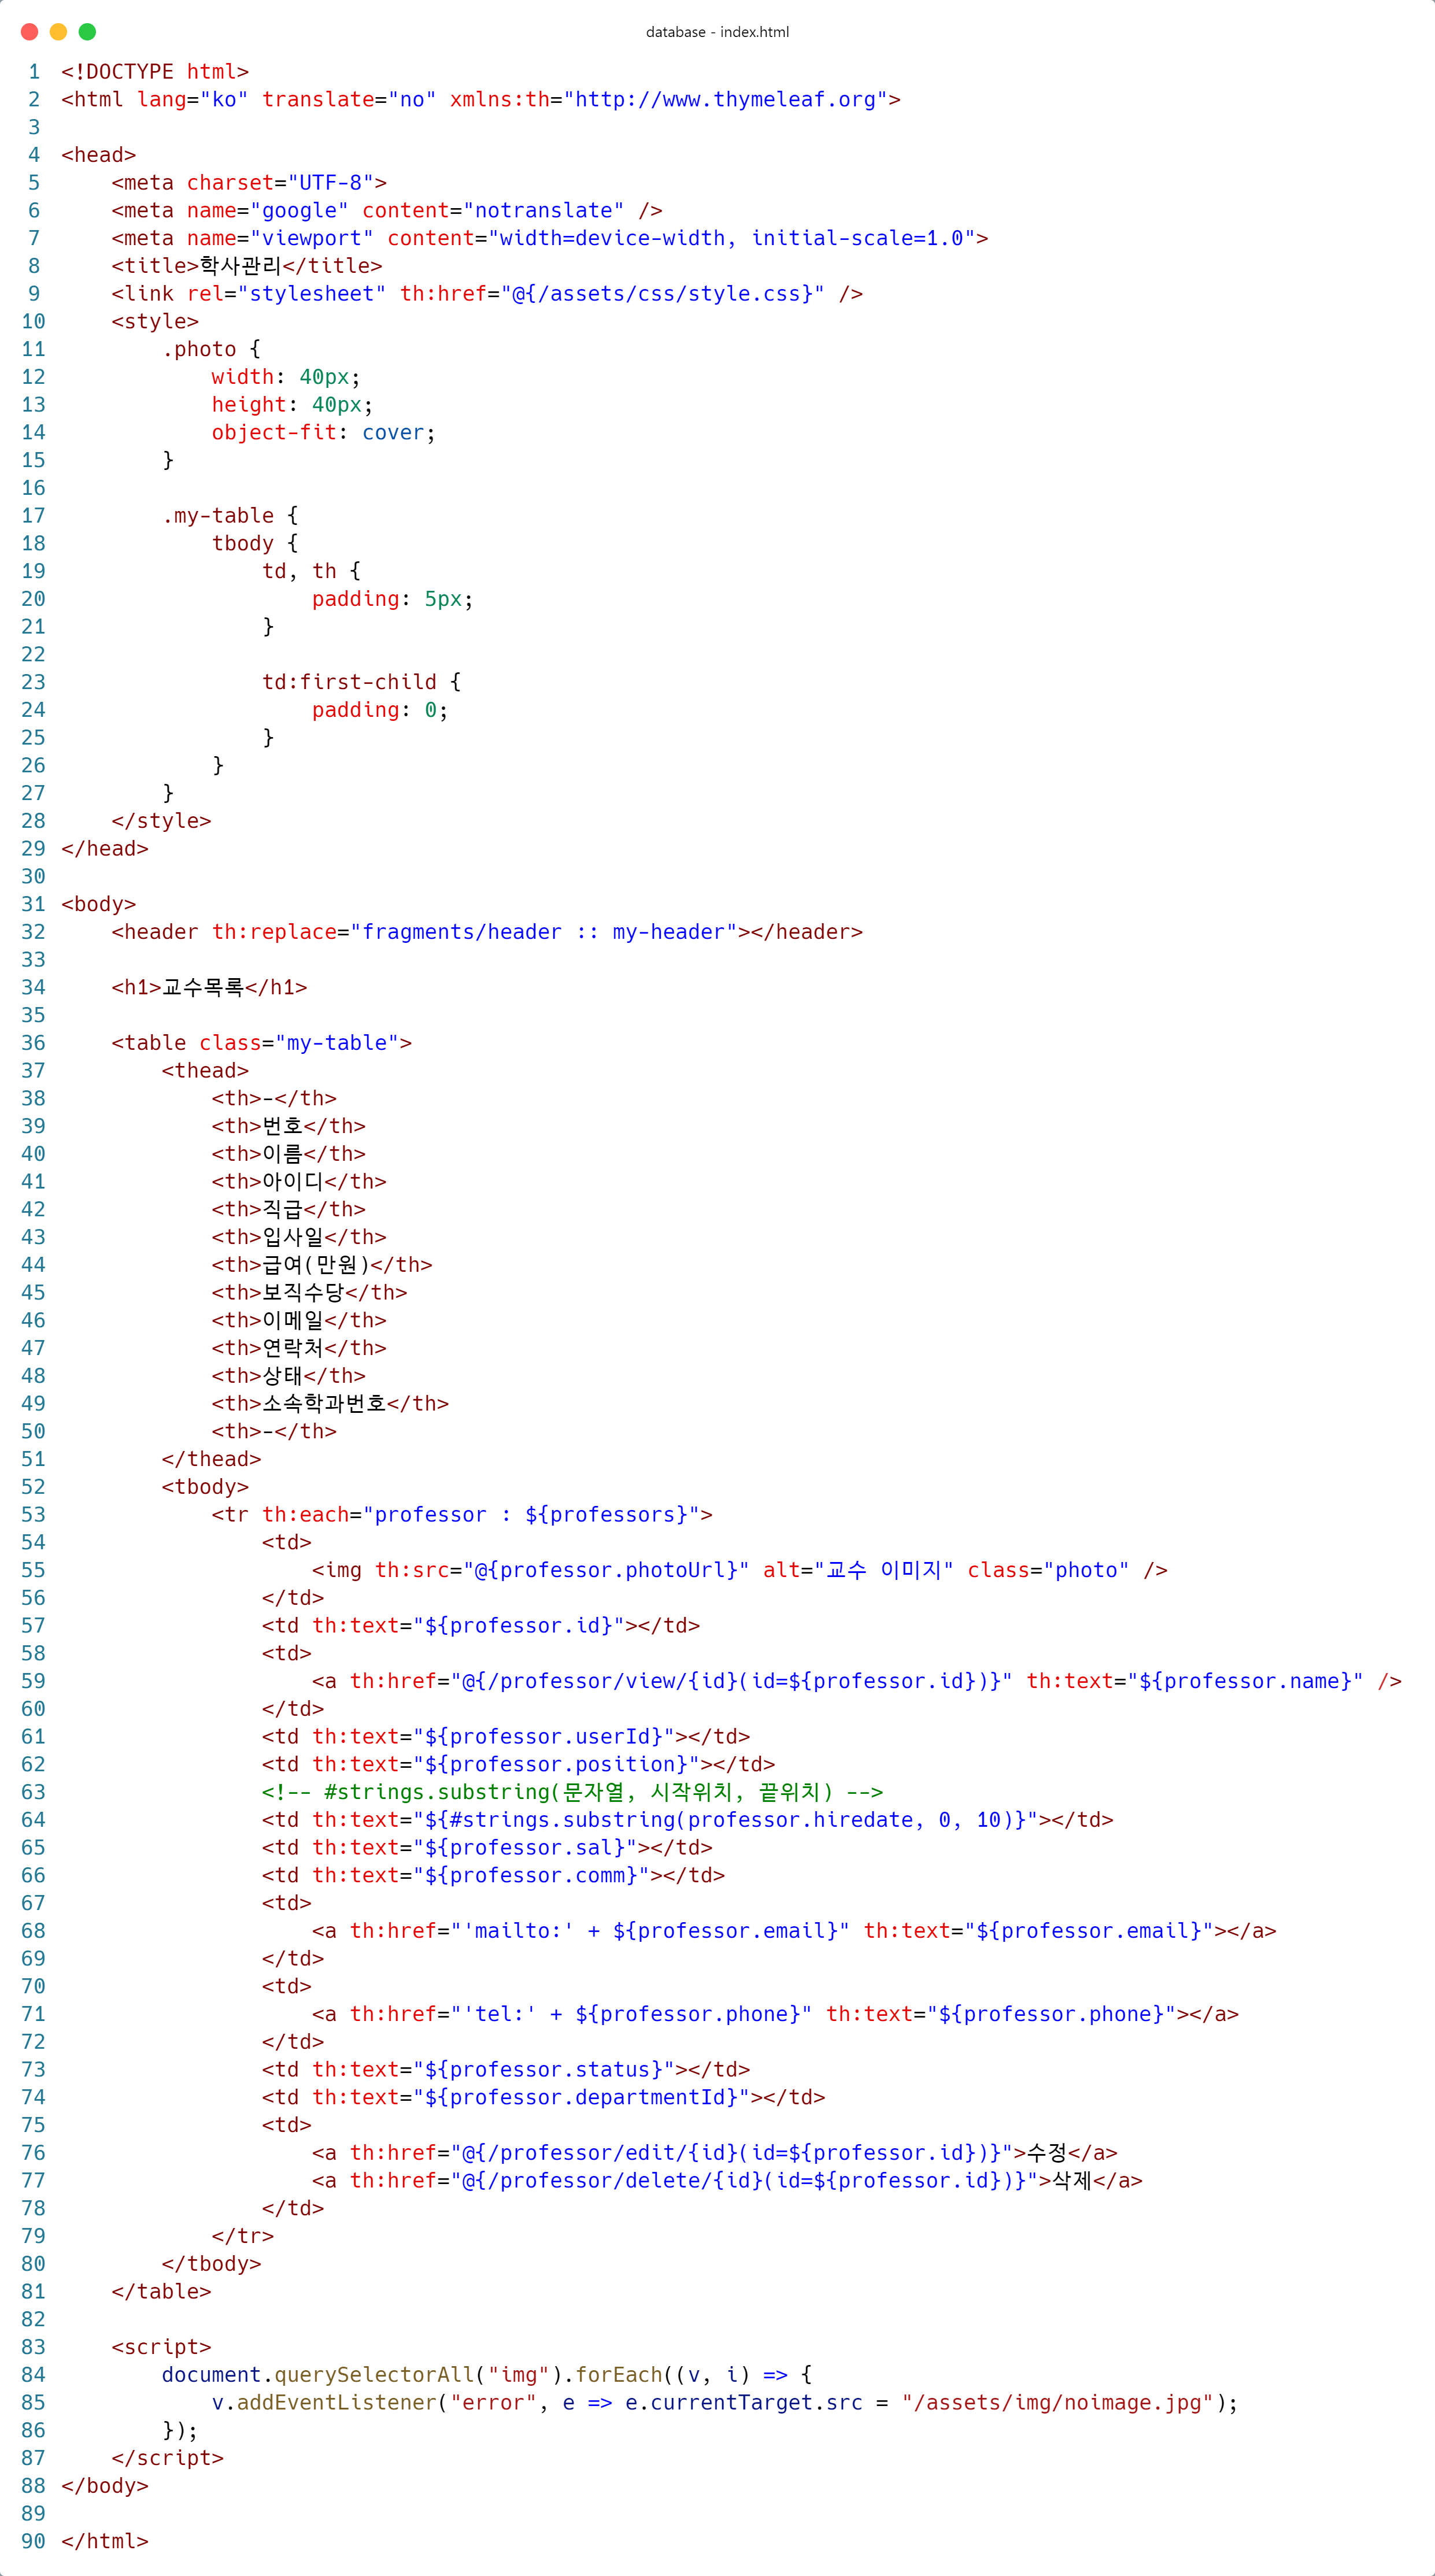 database - index.html
1 <!DOCTYPE html>
2 <html lang="ko" translate="no" xmlns:th="http://www.thymeleaf.org">
3
4 <head>
5     <meta charset="UTF-8">
6     <meta name="google" content="notranslate" />
7     <meta name="viewport" content="width=device-width, initial-scale=1.0">
8     <title>학사관리</title>
9     <link rel="stylesheet" th:href="@{/assets/css/style.css}" />
10     <style>
11         .photo {
12             width: 40px;
13             height: 40px;
14             object-fit: cover;
15         }
16
17         .my-table {
18             tbody {
19                 td, th {
20                     padding: 5px;
21                 }
22
23                 td:first-child {
24                     padding: 0;
25                 }
26             }
27         }
28     </style>
29 </head>
30
31 <body>
32     <header th:replace="fragments/header :: my-header"></header>
33
34     <h1>교수목록</h1>
35
36     <table class="my-table">
37         <thead>
38             <th>-</th>
39             <th>번호</th>
40             <th>이름</th>
41             <th>아이디</th>
42             <th>직급</th>
43             <th>입사일</th>
44             <th>급여(만원)</th>
45             <th>보직수당</th>
46             <th>이메일</th>
47             <th>연락처</th>
48             <th>상태</th>
49             <th>소속학과번호</th>
50             <th>-</th>
51         </thead>
52         <tbody>
53             <tr th:each="professor : ${professors}">
54                 <td>
55                     <img th:src="@{professor.photoUrl}" alt="교수 이미지" class="photo" />
56                 </td>
57                 <td th:text="${professor.id}"></td>
58                 <td>
59                     <a th:href="@{/professor/view/{id}(id=${professor.id})}" th:text="${professor.name}" />
60                 </td>
61                 <td th:text="${professor.userId}"></td>
62                 <td th:text="${professor.position}"></td>
63                 <!-- #strings.substring(문자열, 시작위치, 끝위치) -->
64                 <td th:text="${#strings.substring(professor.hiredate, 0, 10)}"></td>
65                 <td th:text="${professor.sal}"></td>
66                 <td th:text="${professor.comm}"></td>
67                 <td>
68                     <a th:href="'mailto:' + ${professor.email}" th:text="${professor.email}"></a>
69                 </td>
70                 <td>
71                     <a th:href="'tel:' + ${professor.phone}" th:text="${professor.phone}"></a>
72                 </td>
73                 <td th:text="${professor.status}"></td>
74                 <td th:text="${professor.departmentId}"></td>
75                 <td>
76                     <a th:href="@{/professor/edit/{id}(id=${professor.id})}">수정</a>
77                     <a th:href="@{/professor/delete/{id}(id=${professor.id})}">삭제</a>
78                 </td>
79             </tr>
80         </tbody>
81     </table>
82
83     <script>
84         document.querySelectorAll("img").forEach((v, i) => {
85             v.addEventListener("error", e => e.currentTarget.src = "/assets/img/noimage.jpg");
86         });
87     </script>
88 </body>
89
90 </html>